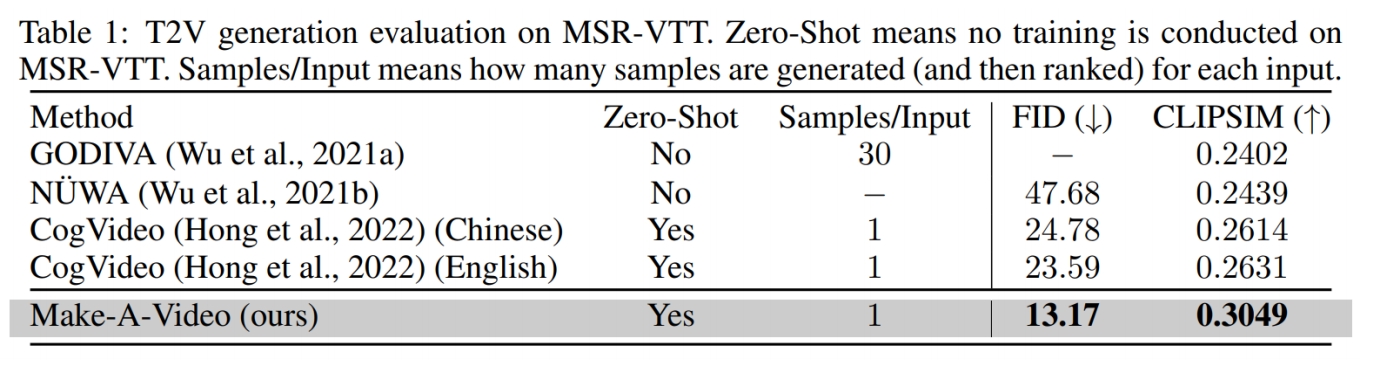 Table 1: T2V generation evaluation on MSR-VTT. Zero-Shot means no training is conducted on
MSR-VTT. Samples/Input means how many samples are generated (and then ranked) for each input.
Method Zero-Shot Samples/Input FID (↓) CLIPSIM (↑)
GODIVA (Wu et al., 2021a) No 30 − 0.2402
NÜWA (Wu et al., 2021b) No − 47.68 0.2439
CogVideo (Hong et al., 2022) (Chinese) Yes 1 24.78 0.2614
CogVideo (Hong et al., 2022) (English) Yes 1 23.59 0.2631
Make-A-Video (ours) Yes 1 13.17 0.3049